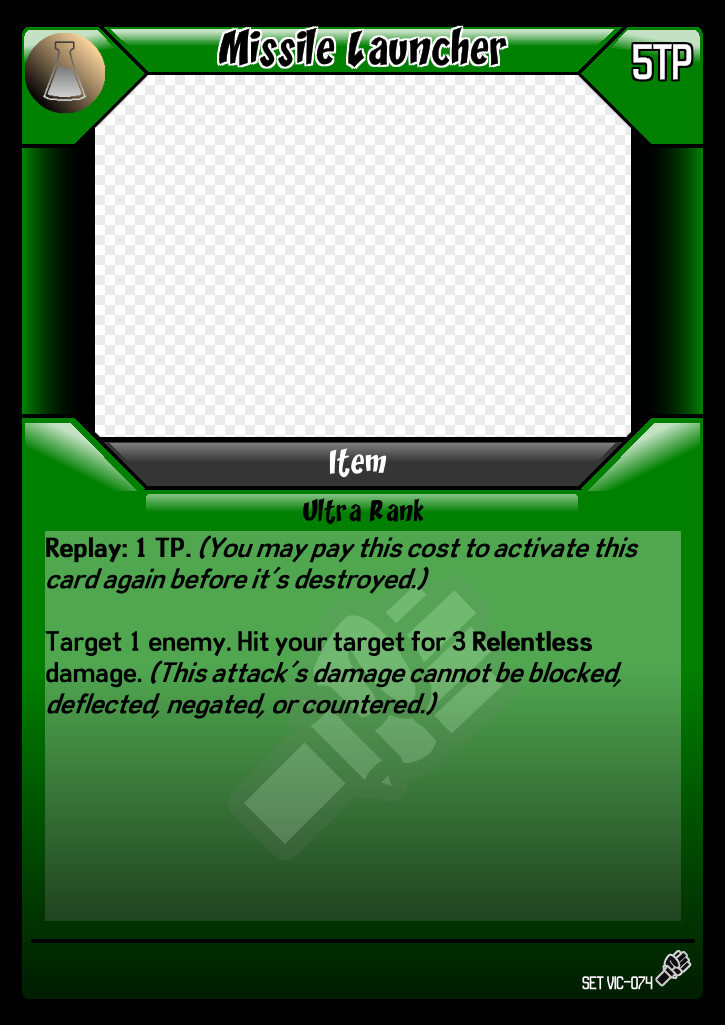 Missile Launcher
5TP
Item
Ultra Rank
Replay: 1 TP. (You may pay this cost to activate this
card again before it's destroyed.)
Target 1 enemy. Hit your target for 3 Relentless
damage. (This attack's damage cannot be blocked,
deflected, negated, or countered.)
SET VIC-074